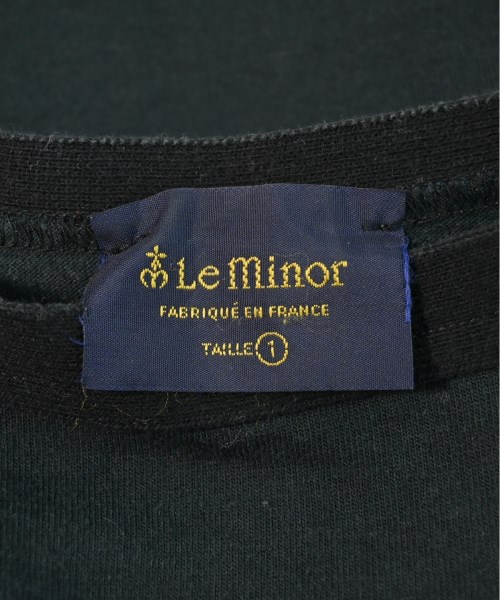 Le Minor
FABRIQUÉ EN FRANCE
TAILLE 1